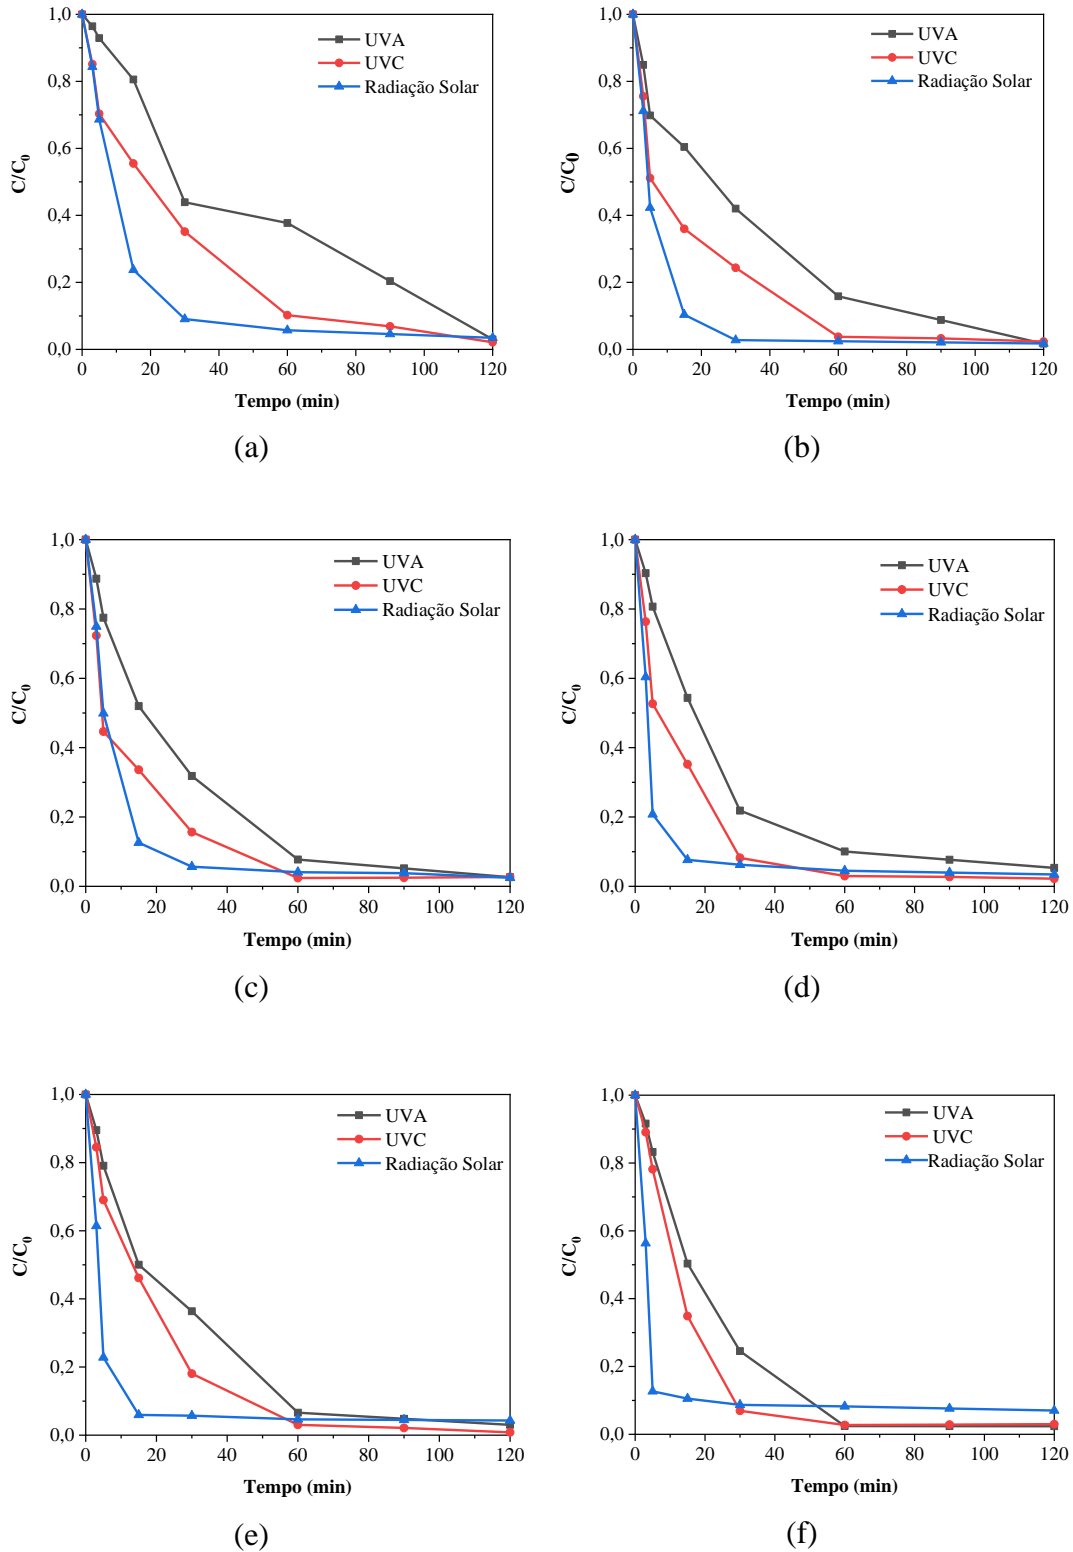 1,0
0,8
0,6
0,4
0,2
0,0
C/C₀
0 20 40 60 80 100 120
Tempo (min)
UVA
UVC
Radiação Solar
(a)
1,0
0,8
0,6
0,4
0,2
0,0
C/C0
0 20 40 60 80 100 120
Tempo (min)
UVA
UVC
Radiação Solar
(b)
1,0
0,8
0,6
0,4
0,2
0,0
C/C₀
0 20 40 60 80 100 120
Tempo (min)
UVA
UVC
Radiação Solar
(c)
1,0
0,8
0,6
0,4
0,2
0,0
C/C₀
0 20 40 60 80 100 120
Tempo (min)
UVA
UVC
Radiação Solar
(d)
1,0
0,8
0,6
0,4
0,2
0,0
C/C₀
0 20 40 60 80 100 120
Tempo (min)
UVA
UVC
Radiação Solar
(e)
1,0
0,8
0,6
0,4
0,2
0,0
C/C₀
0 20 40 60 80 100 120
Tempo (min)
UVA
UVC
Radiação Solar
(f)